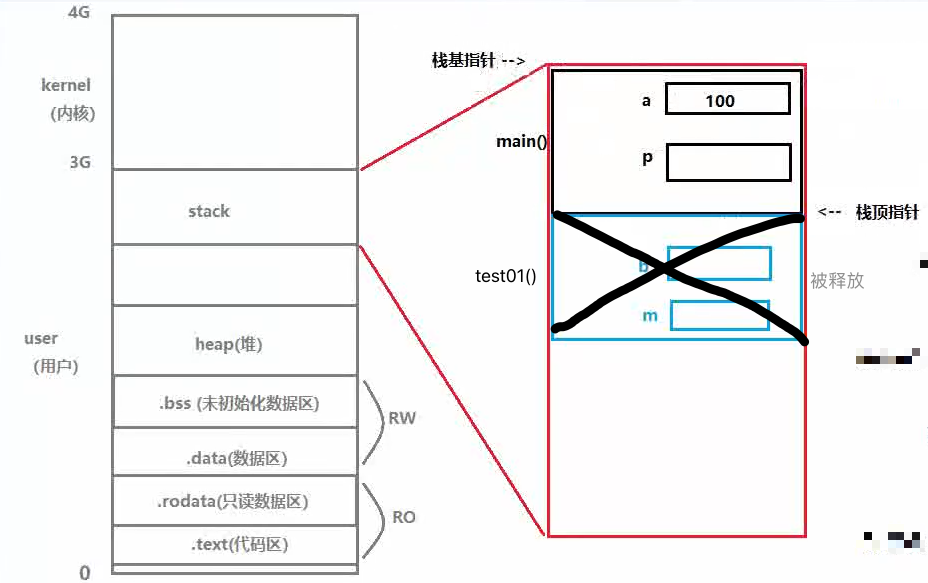 4G
kernel
(内核)
3G
stack
user
(用户)
heap(堆)
.bss (未初始化数据区)
RW
.data(数据区)
.rodata(只读数据区)
RO
.text(代码区)
0
栈基指针 -->
a
100
main()
p
<-- 栈顶指针
test01()
b
被释放
m